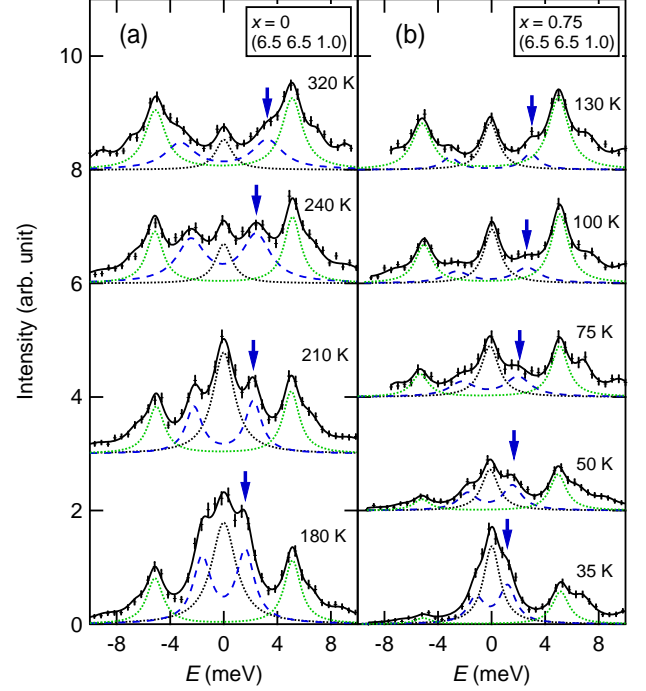 (a)
x = 0
(6.5 6.5 1.0)
(b)
x = 0.75
(6.5 6.5 1.0)
10
8
6
4
2
0
Intensity (arb. unit)
320 K
240 K
210 K
180 K
130 K
100 K
75 K
50 K
35 K
-8 -4 0 4 8
-8 -4 0 4 8
E (meV)
E (meV)